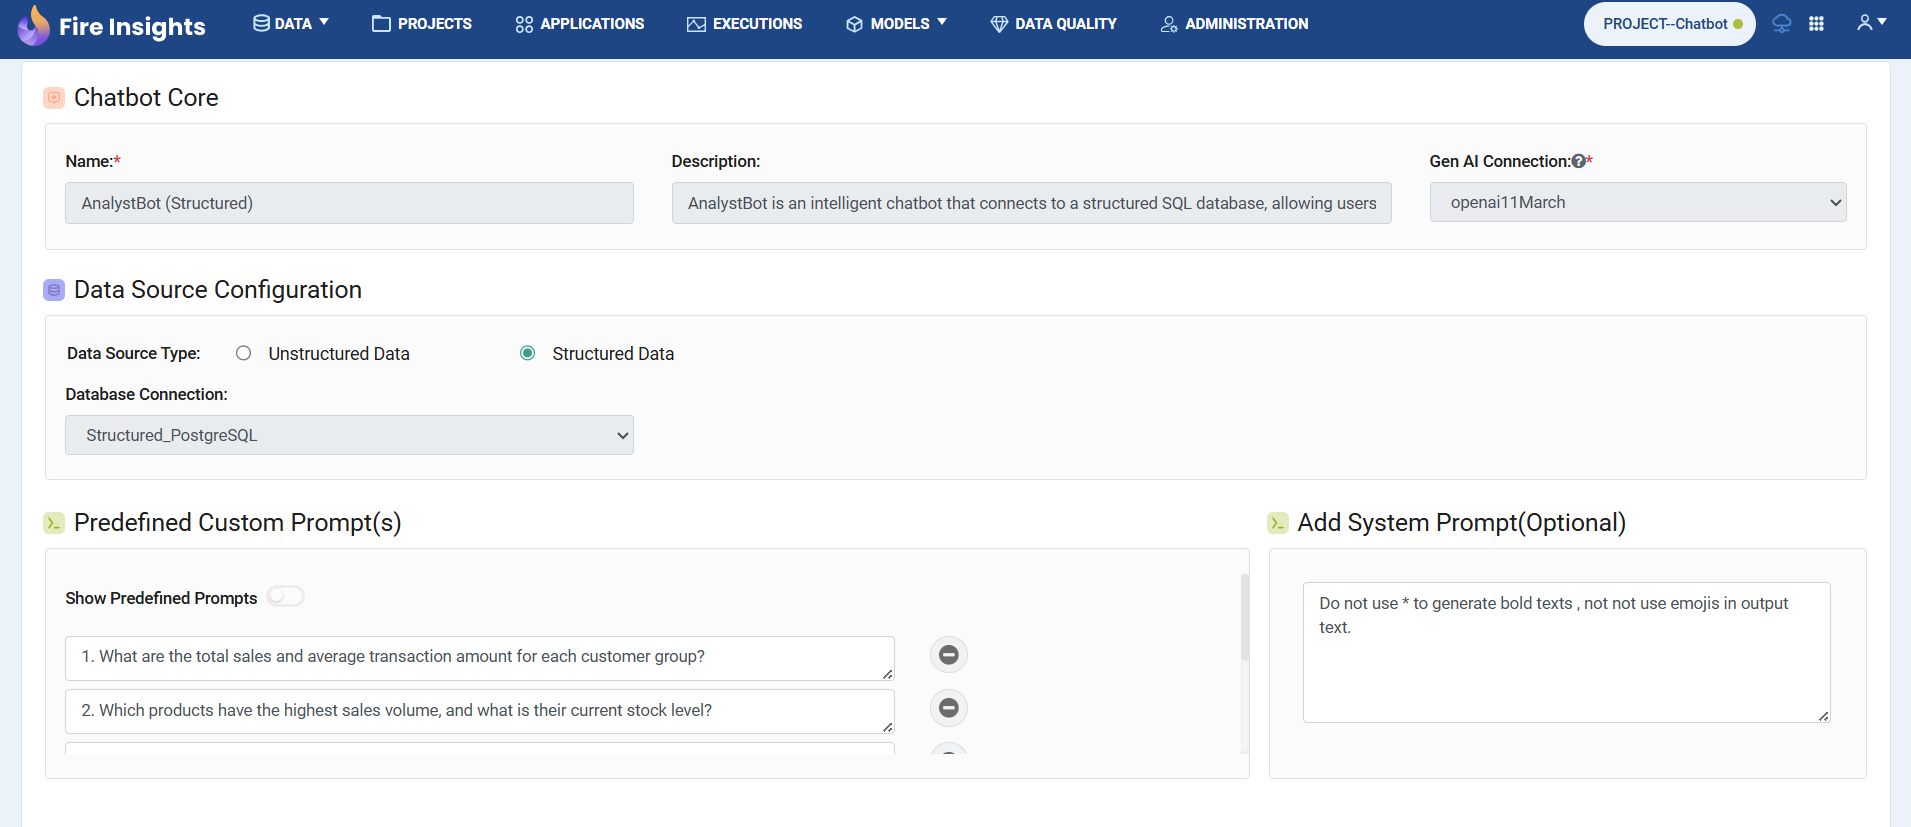 Fire Insights
DATA
PROJECTS
APPLICATIONS
EXECUTIONS
MODELS
DATA QUALITY
ADMINISTRATION
PROJECT--Chatbot
Chatbot Core
Name:*
Description:
Gen AI Connection:?*
AnalystBot (Structured)
AnalystBot is an intelligent chatbot that connects to a structured SQL database, allowing users
openai11March
Data Source Configuration
Data Source Type:
Unstructured Data
Structured Data
Database Connection:
Structured_PostgreSQL
Predefined Custom Prompt(s)
Show Predefined Prompts
1. What are the total sales and average transaction amount for each customer group?
2. Which products have the highest sales volume, and what is their current stock level?
Add System Prompt(Optional)
Do not use * to generate bold texts , not not use emojis in output
text.